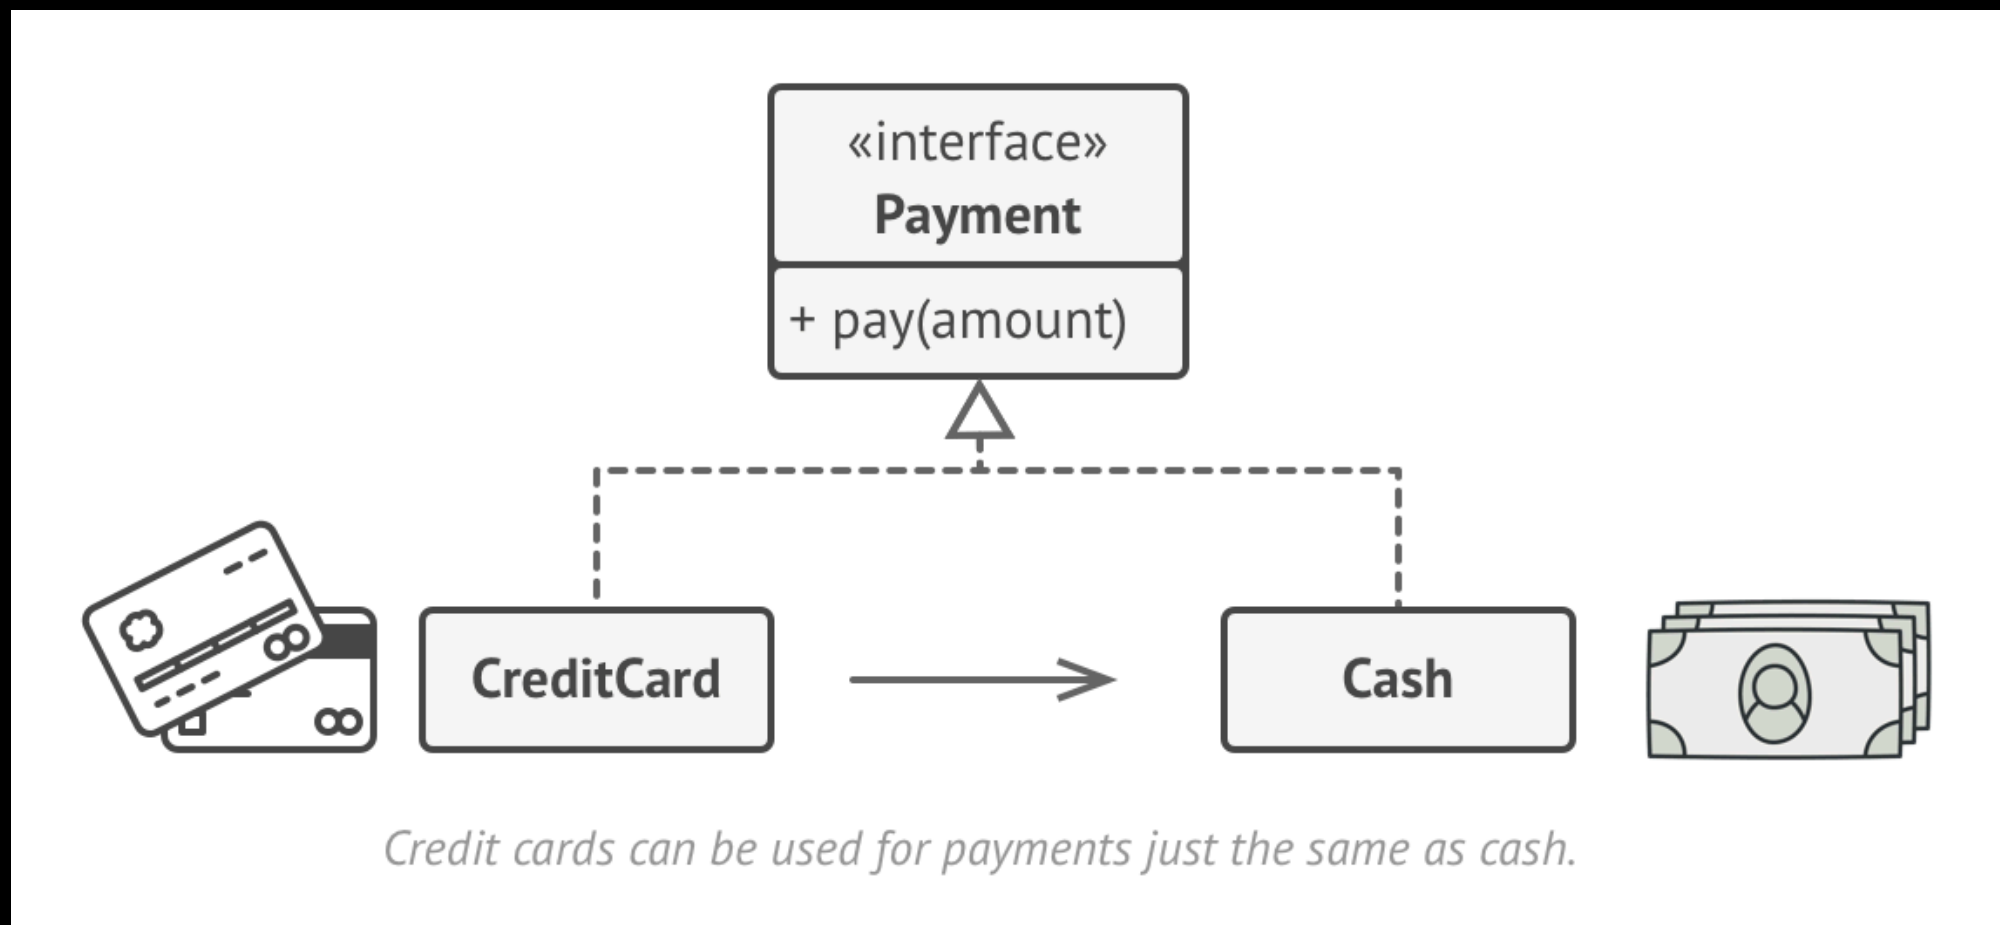 «interface»
Payment
+ pay(amount)
CreditCard
Cash
Credit cards can be used for payments just the same as cash.